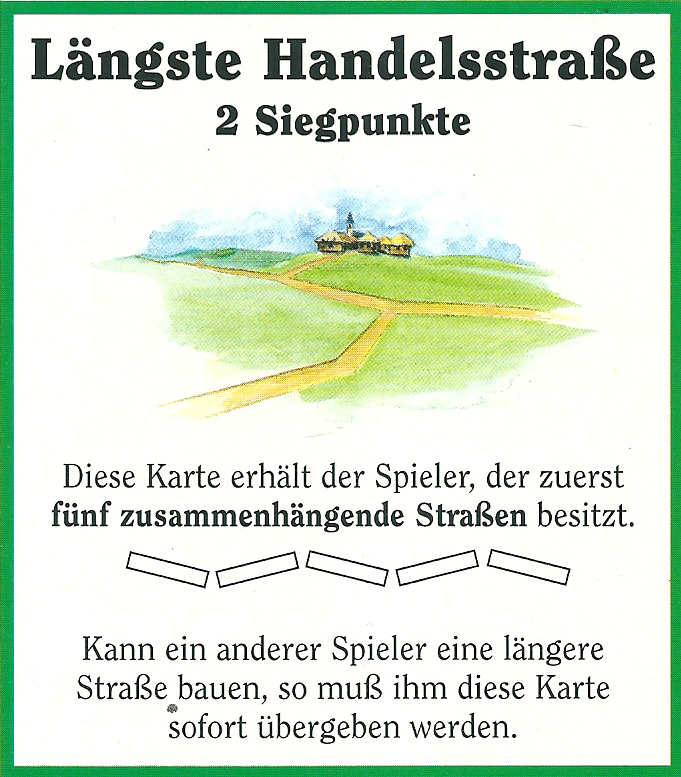 Längste Handelsstraße
2 Siegpunkte
Diese Karte erhält der Spieler, der zuerst
fünf zusammenhängende Straßen besitzt.
Kann ein anderer Spieler eine längere
Straße bauen, so muß ihm diese Karte
sofort übergeben werden.